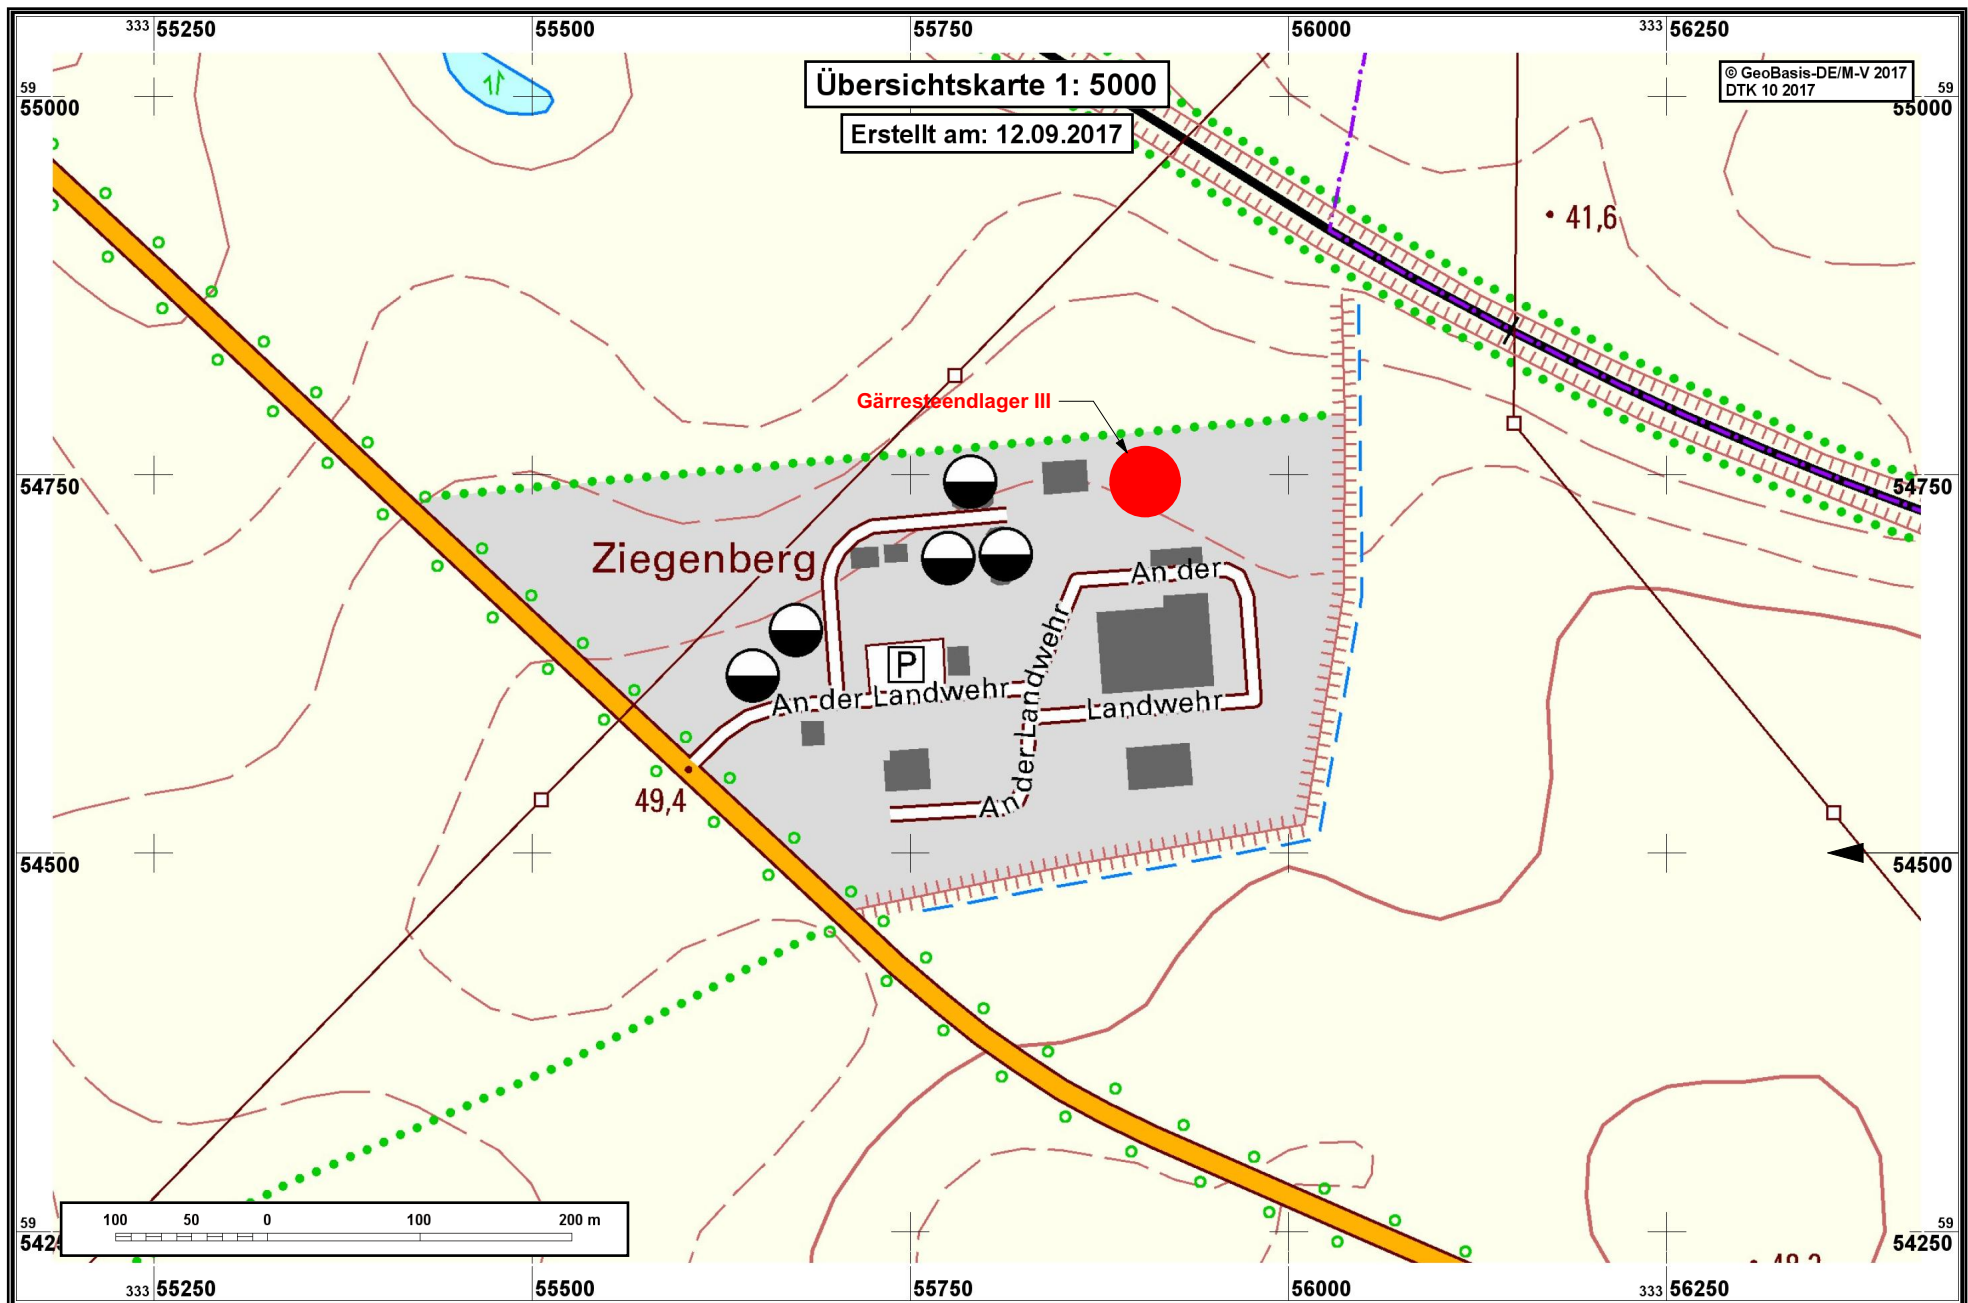 333 55250
55500
55750
56000
333 56250
59
55000
Übersichtskarte 1: 5000
Erstellt am: 12.09.2017
© GeoBasis-DE/M-V 2017
DTK 10 2017
59
55000
41,6
Gärresteendlager III
54750
54750
Ziegenberg
An der
An der Landwehr
P
An der Landwehr
Landwehr
49,4
54500
54500
100 50 0 100 200 m
59
5425
59
54250
333 55250
55500
55750
56000
333 56250